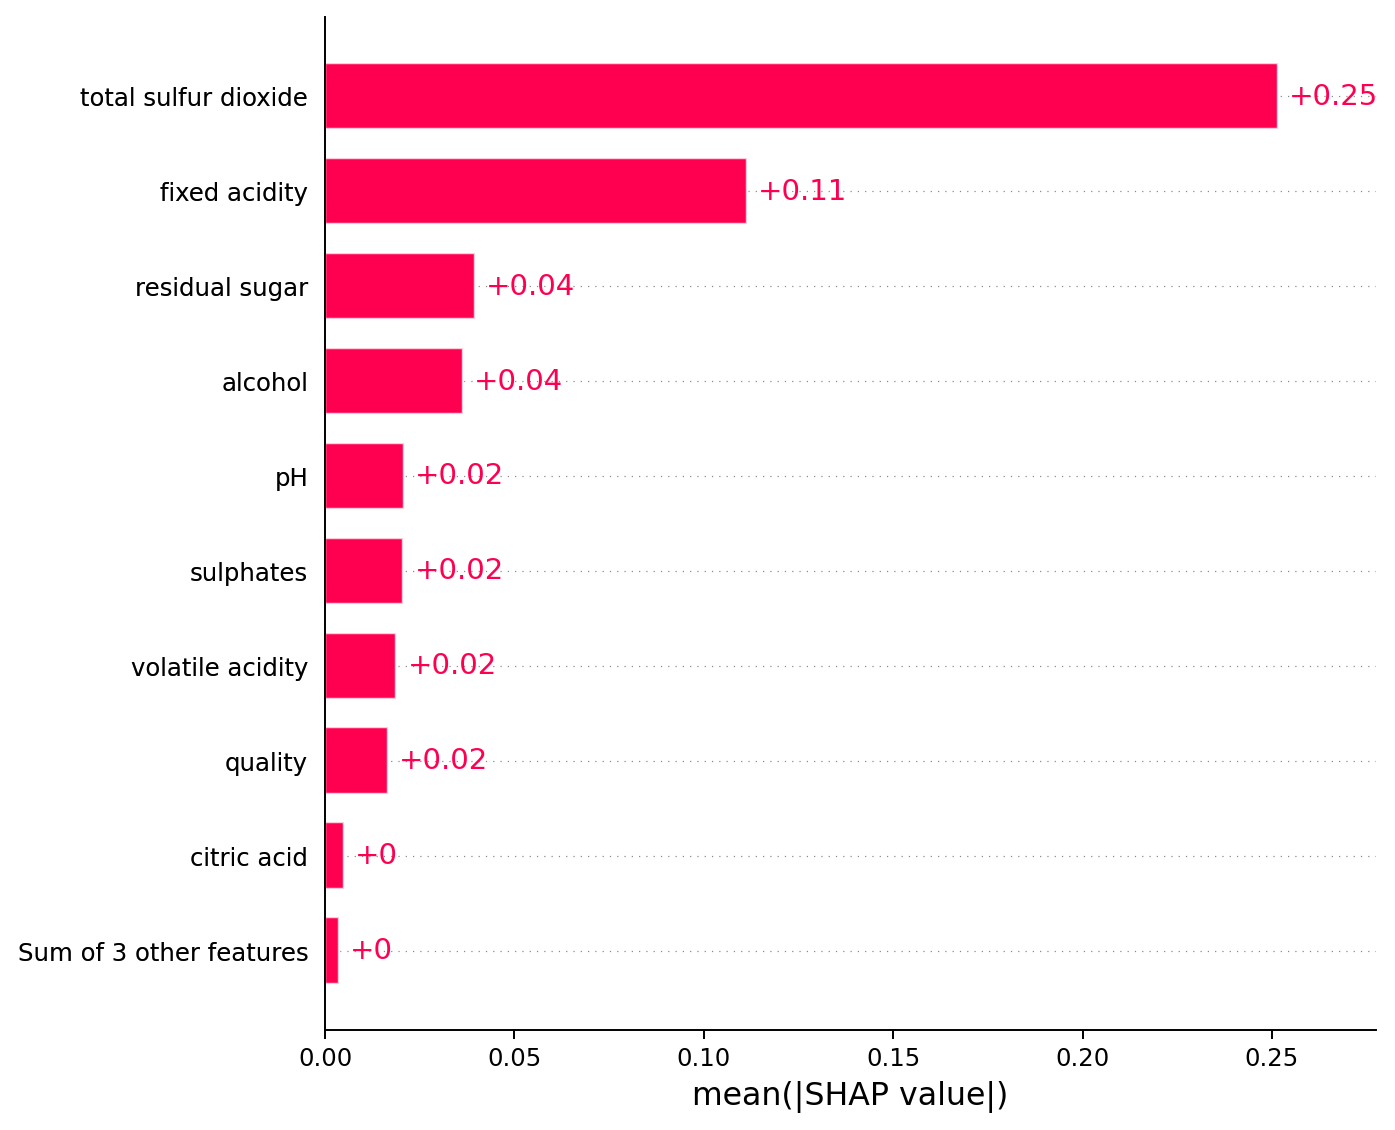 total sulfur dioxide +0.25
fixed acidity +0.11
residual sugar +0.04
alcohol +0.04
pH +0.02
sulphates +0.02
volatile acidity +0.02
quality +0.02
citric acid +0
Sum of 3 other features +0
0.00 0.05 0.10 0.15 0.20 0.25
mean(|SHAP value|)